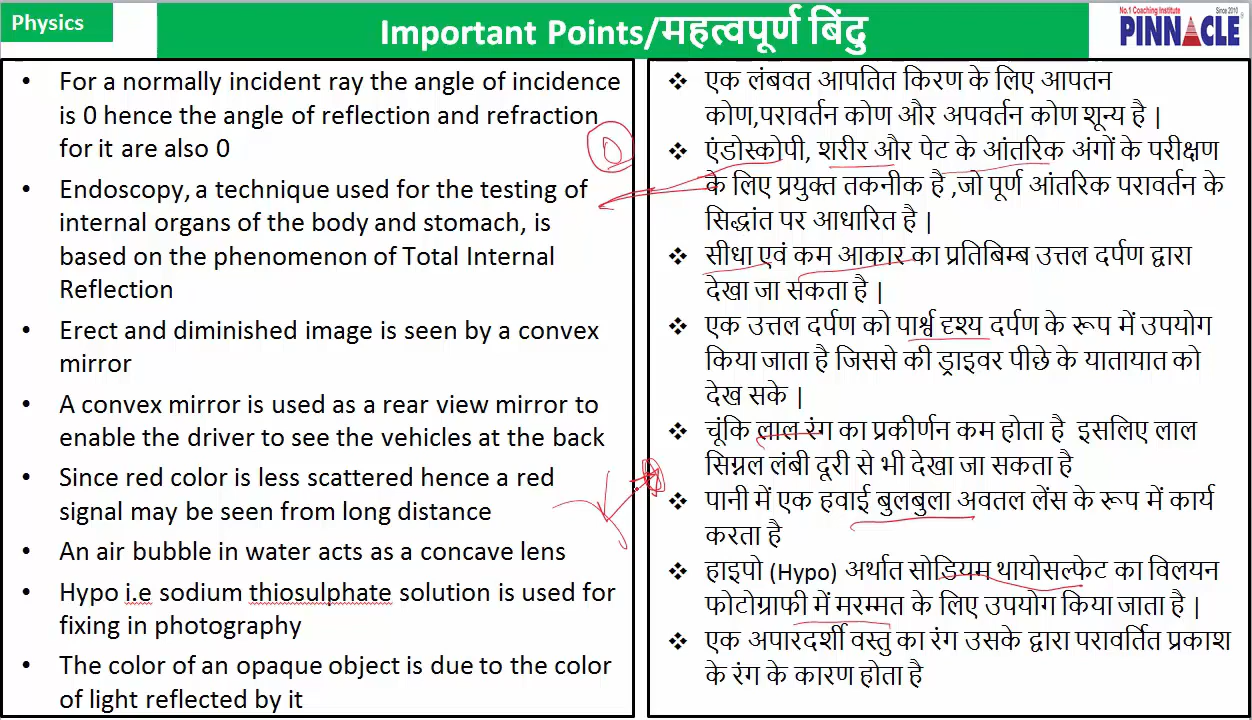 Physics
Important Points/महत्वपूर्ण बिंदु
No.1 Coaching Institute
Since 2010
PINNACLE
• For a normally incident ray the angle of incidence
is 0 hence the angle of reflection and refraction
for it are also 0
• Endoscopy, a technique used for the testing of
internal organs of the body and stomach, is
based on the phenomenon of Total Internal
Reflection
• Erect and diminished image is seen by a convex
mirror
• A convex mirror is used as a rear view mirror to
enable the driver to see the vehicles at the back
• Since red color is less scattered hence a red
signal may be seen from long distance
• An air bubble in water acts as a concave lens
• Hypo i.e sodium thiosulphate solution is used for
fixing in photography
• The color of an opaque object is due to the color
of light reflected by it
❖ एक लंबवत आपतित किरण के लिए आपतन
कोण,परावर्तन कोण और अपवर्तन कोण शून्य है |
❖ एंडोस्कोपी, शरीर और पेट के आंतरिक अंगों के परीक्षण
के लिए प्रयुक्त तकनीक है ,जो पूर्ण आंतरिक परावर्तन के
सिद्धांत पर आधारित है |
❖ सीधा एवं कम आकार का प्रतिबिम्ब उत्तल दर्पण द्वारा
देखा जा सकता है |
❖ एक उत्तल दर्पण को पार्श्व दृश्य दर्पण के रूप में उपयोग
किया जाता है जिससे की ड्राइवर पीछे के यातायात को
देख सके |
❖ चूंकि लाल रंग का प्रकीर्णन कम होता है इसलिए लाल
सिग्नल लंबी दूरी से भी देखा जा सकता है
❖ पानी में एक हवाई बुलबुला अवतल लेंस के रूप में कार्य
करता है
❖ हाइपो (Hypo) अर्थात सोडियम थायोसल्फेट का विलयन
फोटोग्राफी में मरम्मत के लिए उपयोग किया जाता है |
❖ एक अपारदर्शी वस्तु का रंग उसके द्वारा परावर्तित प्रकाश
के रंग के कारण होता है